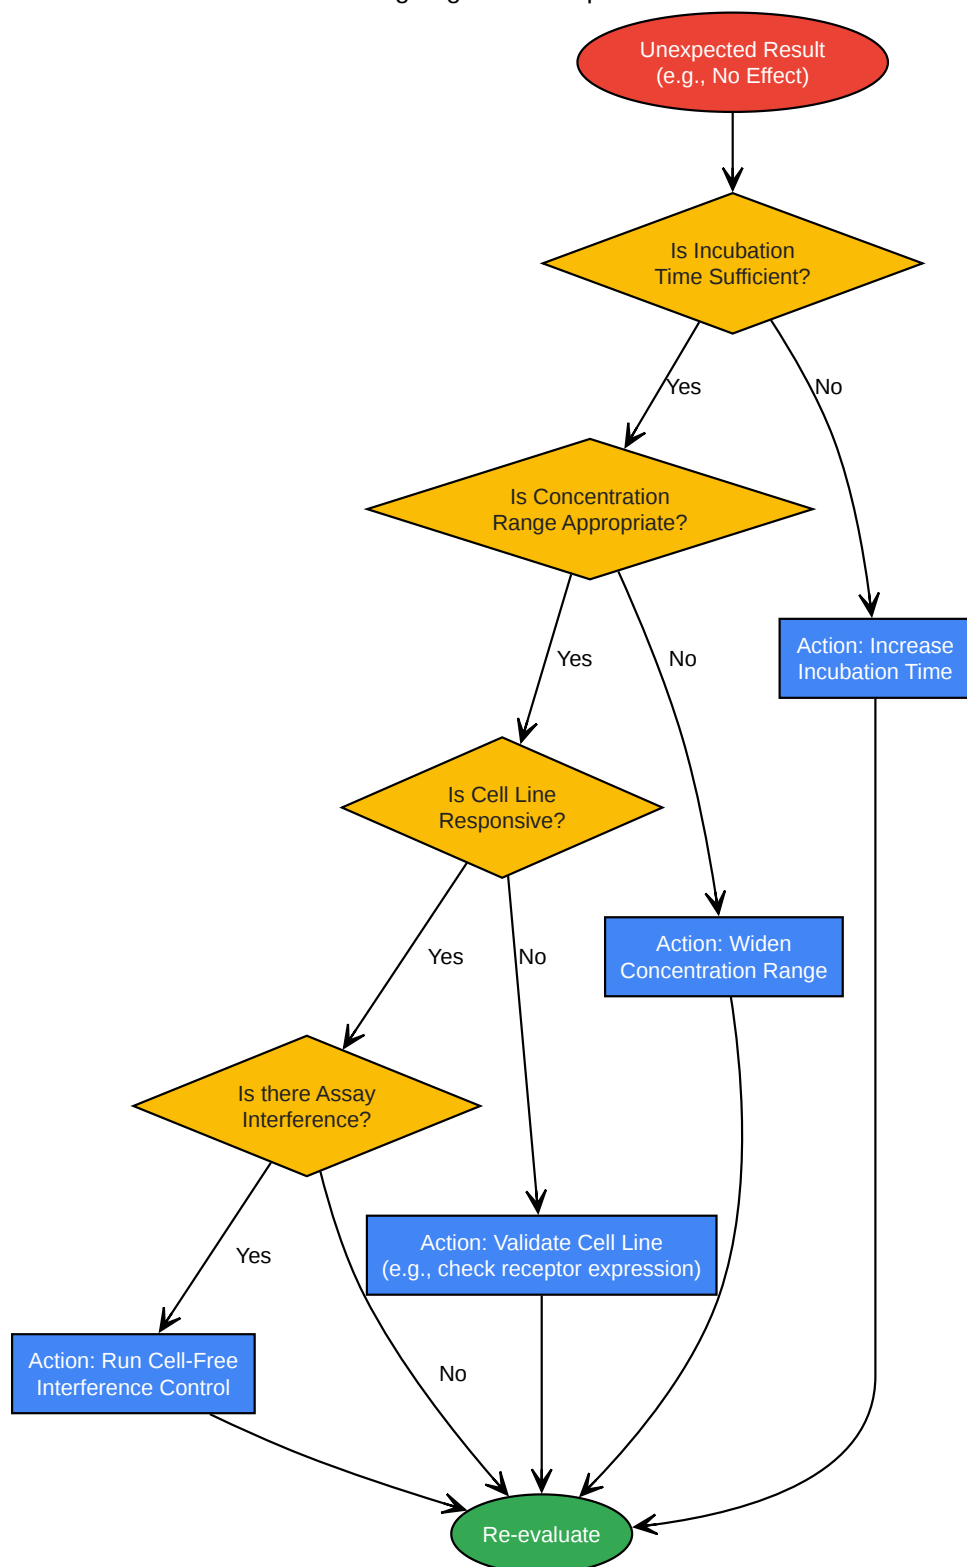 Unexpected Result
(e.g., No Effect)
Is Incubation
Time Sufficient?
Yes
No
Is Concentration
Range Appropriate?
Yes
No
Action: Increase
Incubation Time
Is Cell Line
Responsive?
Yes
No
Action: Widen
Concentration Range
Is there Assay
Interference?
Yes
No
Action: Validate Cell Line
(e.g., check receptor expression)
Action: Run Cell-Free
Interference Control
Re-evaluate